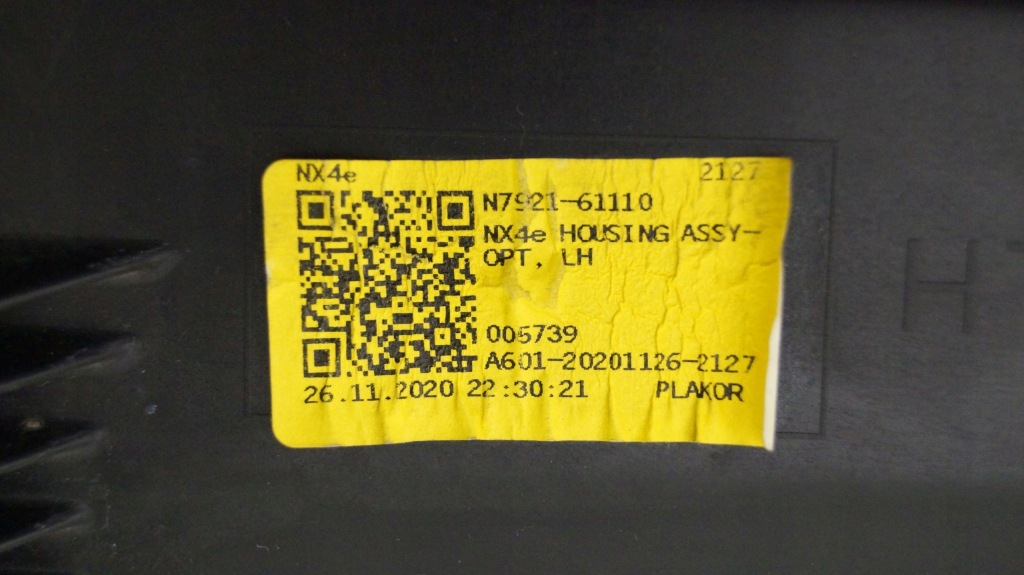 NX4e 2127
N7921-61110
NX4e HOUSING ASSY-
OPT, LH
005739
A601-20201126-2127
26.11.2020 22:30:21 PLAKOR